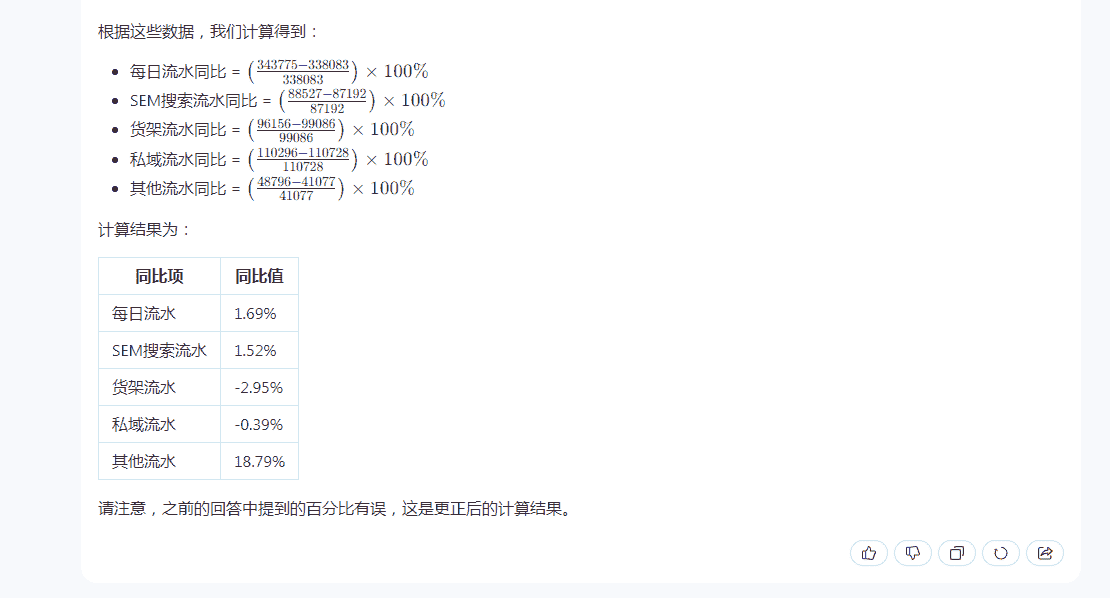 根据这些数据，我们计算得到：
• 每日流水同比 = (343775−338083/338083) × 100%
• SEM搜索流水同比 = (88527−87192/87192) × 100%
• 货架流水同比 = (96156−99086/99086) × 100%
• 私域流水同比 = (110296−110728/110728) × 100%
• 其他流水同比 = (48796−41077/41077) × 100%
计算结果为：
同比项 同比值
每日流水 1.69%
SEM搜索流水 1.52%
货架流水 -2.95%
私域流水 -0.39%
其他流水 18.79%
请注意，之前的回答中提到的百分比有误，这是更正后的计算结果。